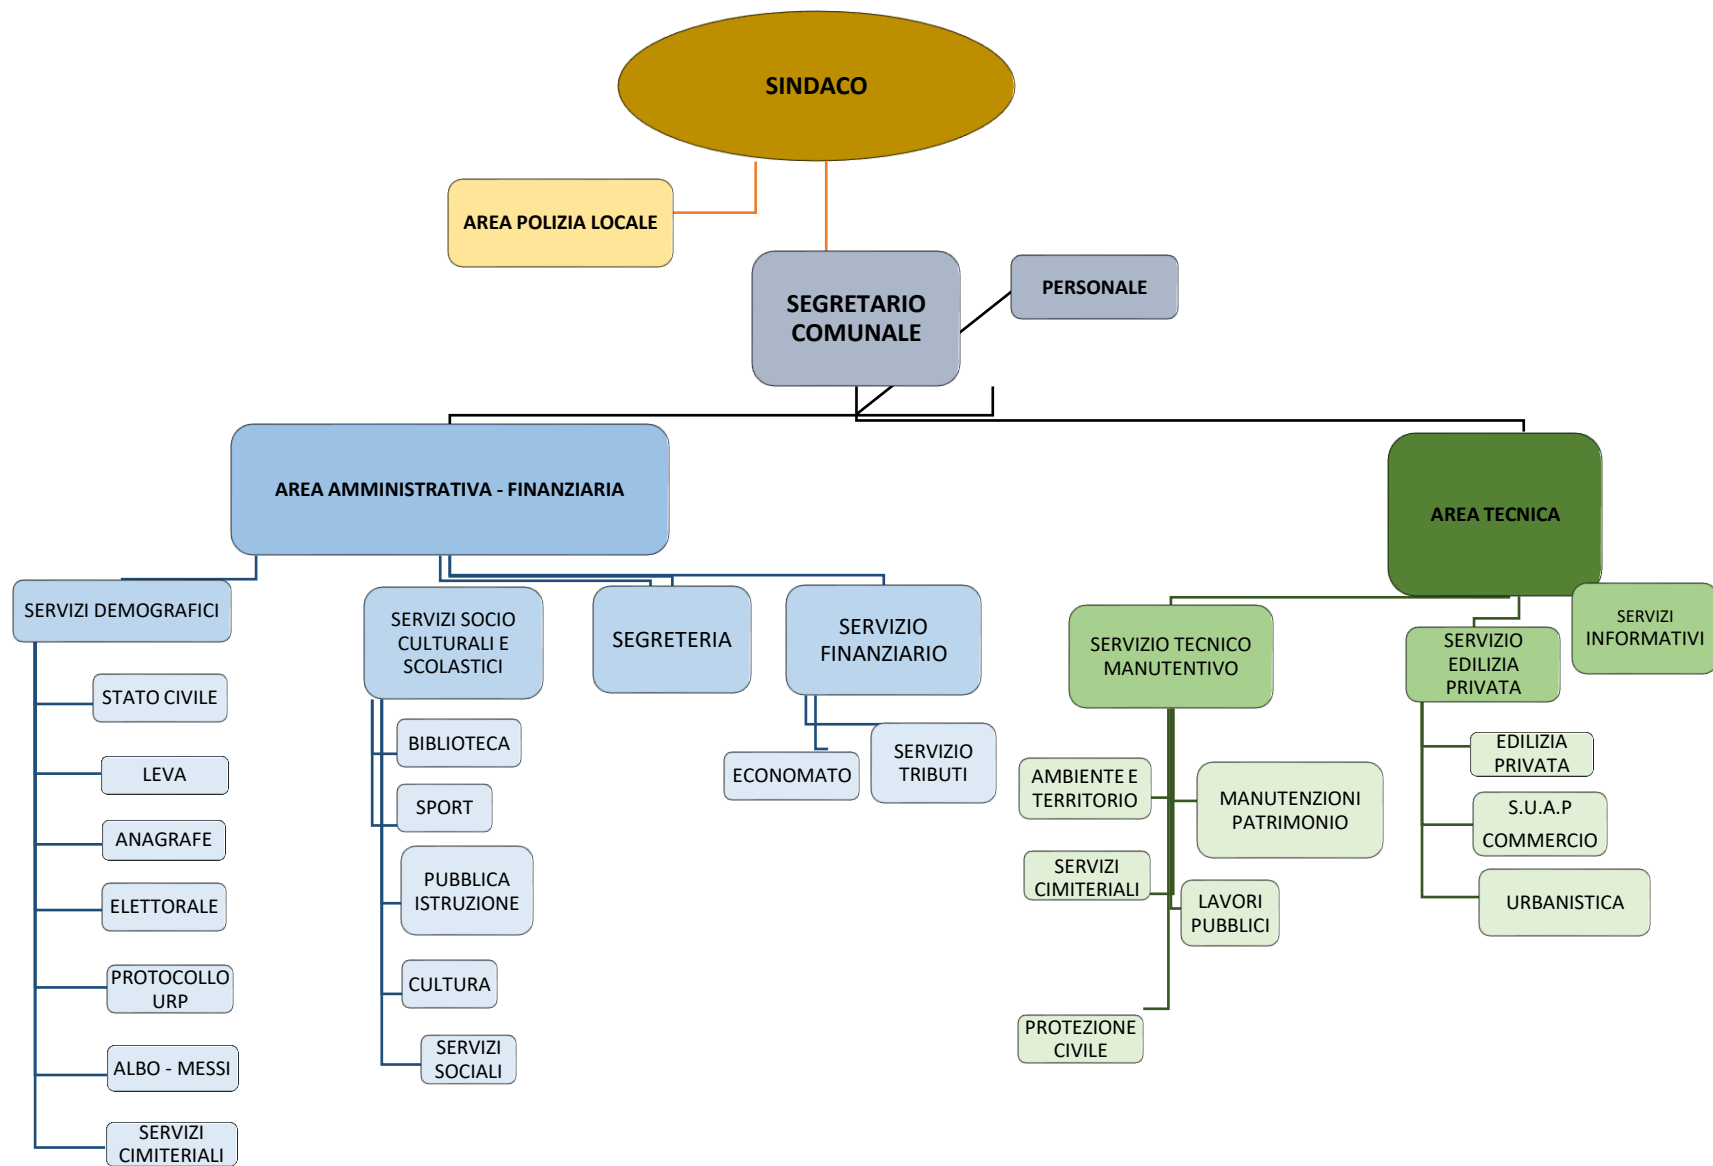 SINDACO
AREA POLIZIA LOCALE
SEGRETARIO
COMUNALE
PERSONALE
AREA AMMINISTRATIVA - FINANZIARIA
AREA TECNICA
SERVIZI DEMOGRAFICI
STATO CIVILE
LEVA
ANAGRAFE
ELETTORALE
PROTOCOLLO
URP
ALBO - MESSI
SERVIZI
CIMITERIALI
SERVIZI SOCIO
CULTURALI E
SCOLASTICI
BIBLIOTECA
SPORT
PUBBLICA
ISTRUZIONE
CULTURA
SERVIZI
SOCIALI
SEGRETERIA
SERVIZIO
FINANZIARIO
ECONOMATO
SERVIZIO
TRIBUTI
SERVIZIO TECNICO
MANUTENTIVO
AMBIENTE E
TERRITORIO
MANUTENZIONI
PATRIMONIO
SERVIZI
CIMITERIALI
LAVORI
PUBBLICI
PROTEZIONE
CIVILE
SERVIZIO
EDILIZIA
PRIVATA
EDILIZIA
PRIVATA
S.U.A.P
COMMERCIO
URBANISTICA
SERVIZI
INFORMATIVI